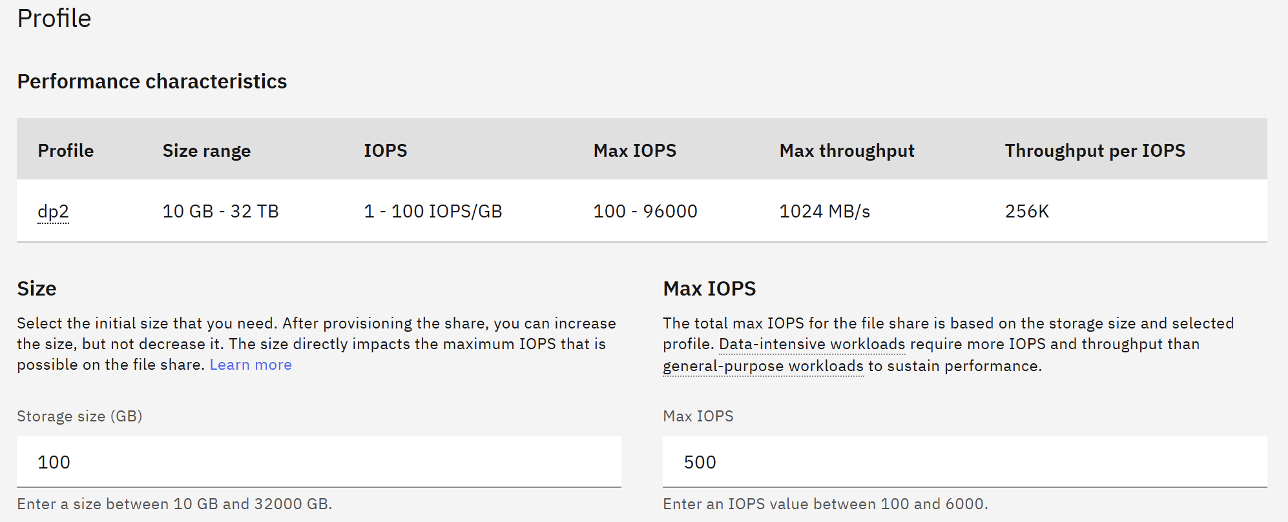 Profile
Performance characteristics
Profile Size range IOPS Max IOPS Max throughput Throughput per IOPS
dp2 10 GB - 32 TB 1 - 100 IOPS/GB 100 - 96000 1024 MB/s 256K
Size
Select the initial size that you need. After provisioning the share, you can increase
the size, but not decrease it. The size directly impacts the maximum IOPS that is
possible on the file share. Learn more
Storage size (GB)
100
Enter a size between 10 GB and 32000 GB.
Max IOPS
The total max IOPS for the file share is based on the storage size and selected
profile. Data-intensive workloads require more IOPS and throughput than
general-purpose workloads to sustain performance.
Max IOPS
500
Enter an IOPS value between 100 and 6000.